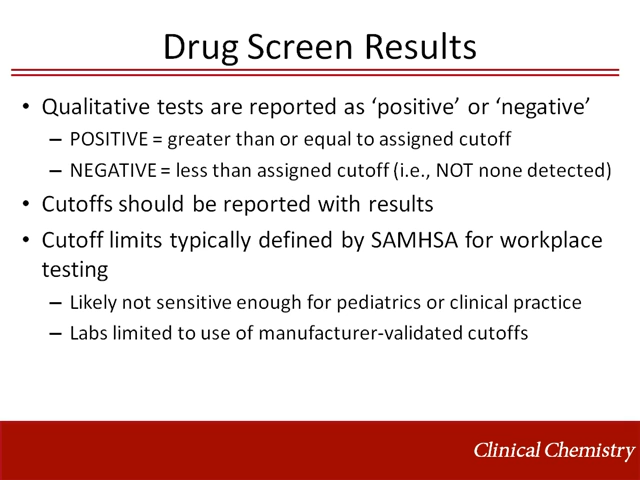 Drug Screen Results
• Qualitative tests are reported as ‘positive’ or ‘negative’
– POSITIVE = greater than or equal to assigned cutoff
– NEGATIVE = less than assigned cutoff (i.e., NOT none detected)
• Cutoffs should be reported with results
• Cutoff limits typically defined by SAMHSA for workplace
testing
– Likely not sensitive enough for pediatrics or clinical practice
– Labs limited to use of manufacturer-validated cutoffs
Clinical Chemistry